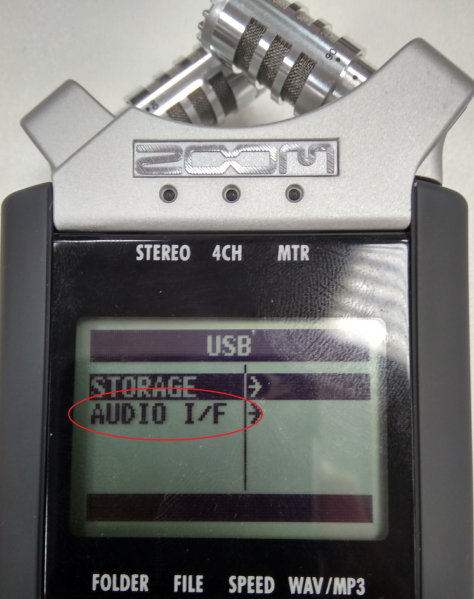 ZOOM
STEREO 4CH MTR
USB
STORAGE
AUDIO I/F
FOLDER FILE SPEED WAV/MP3